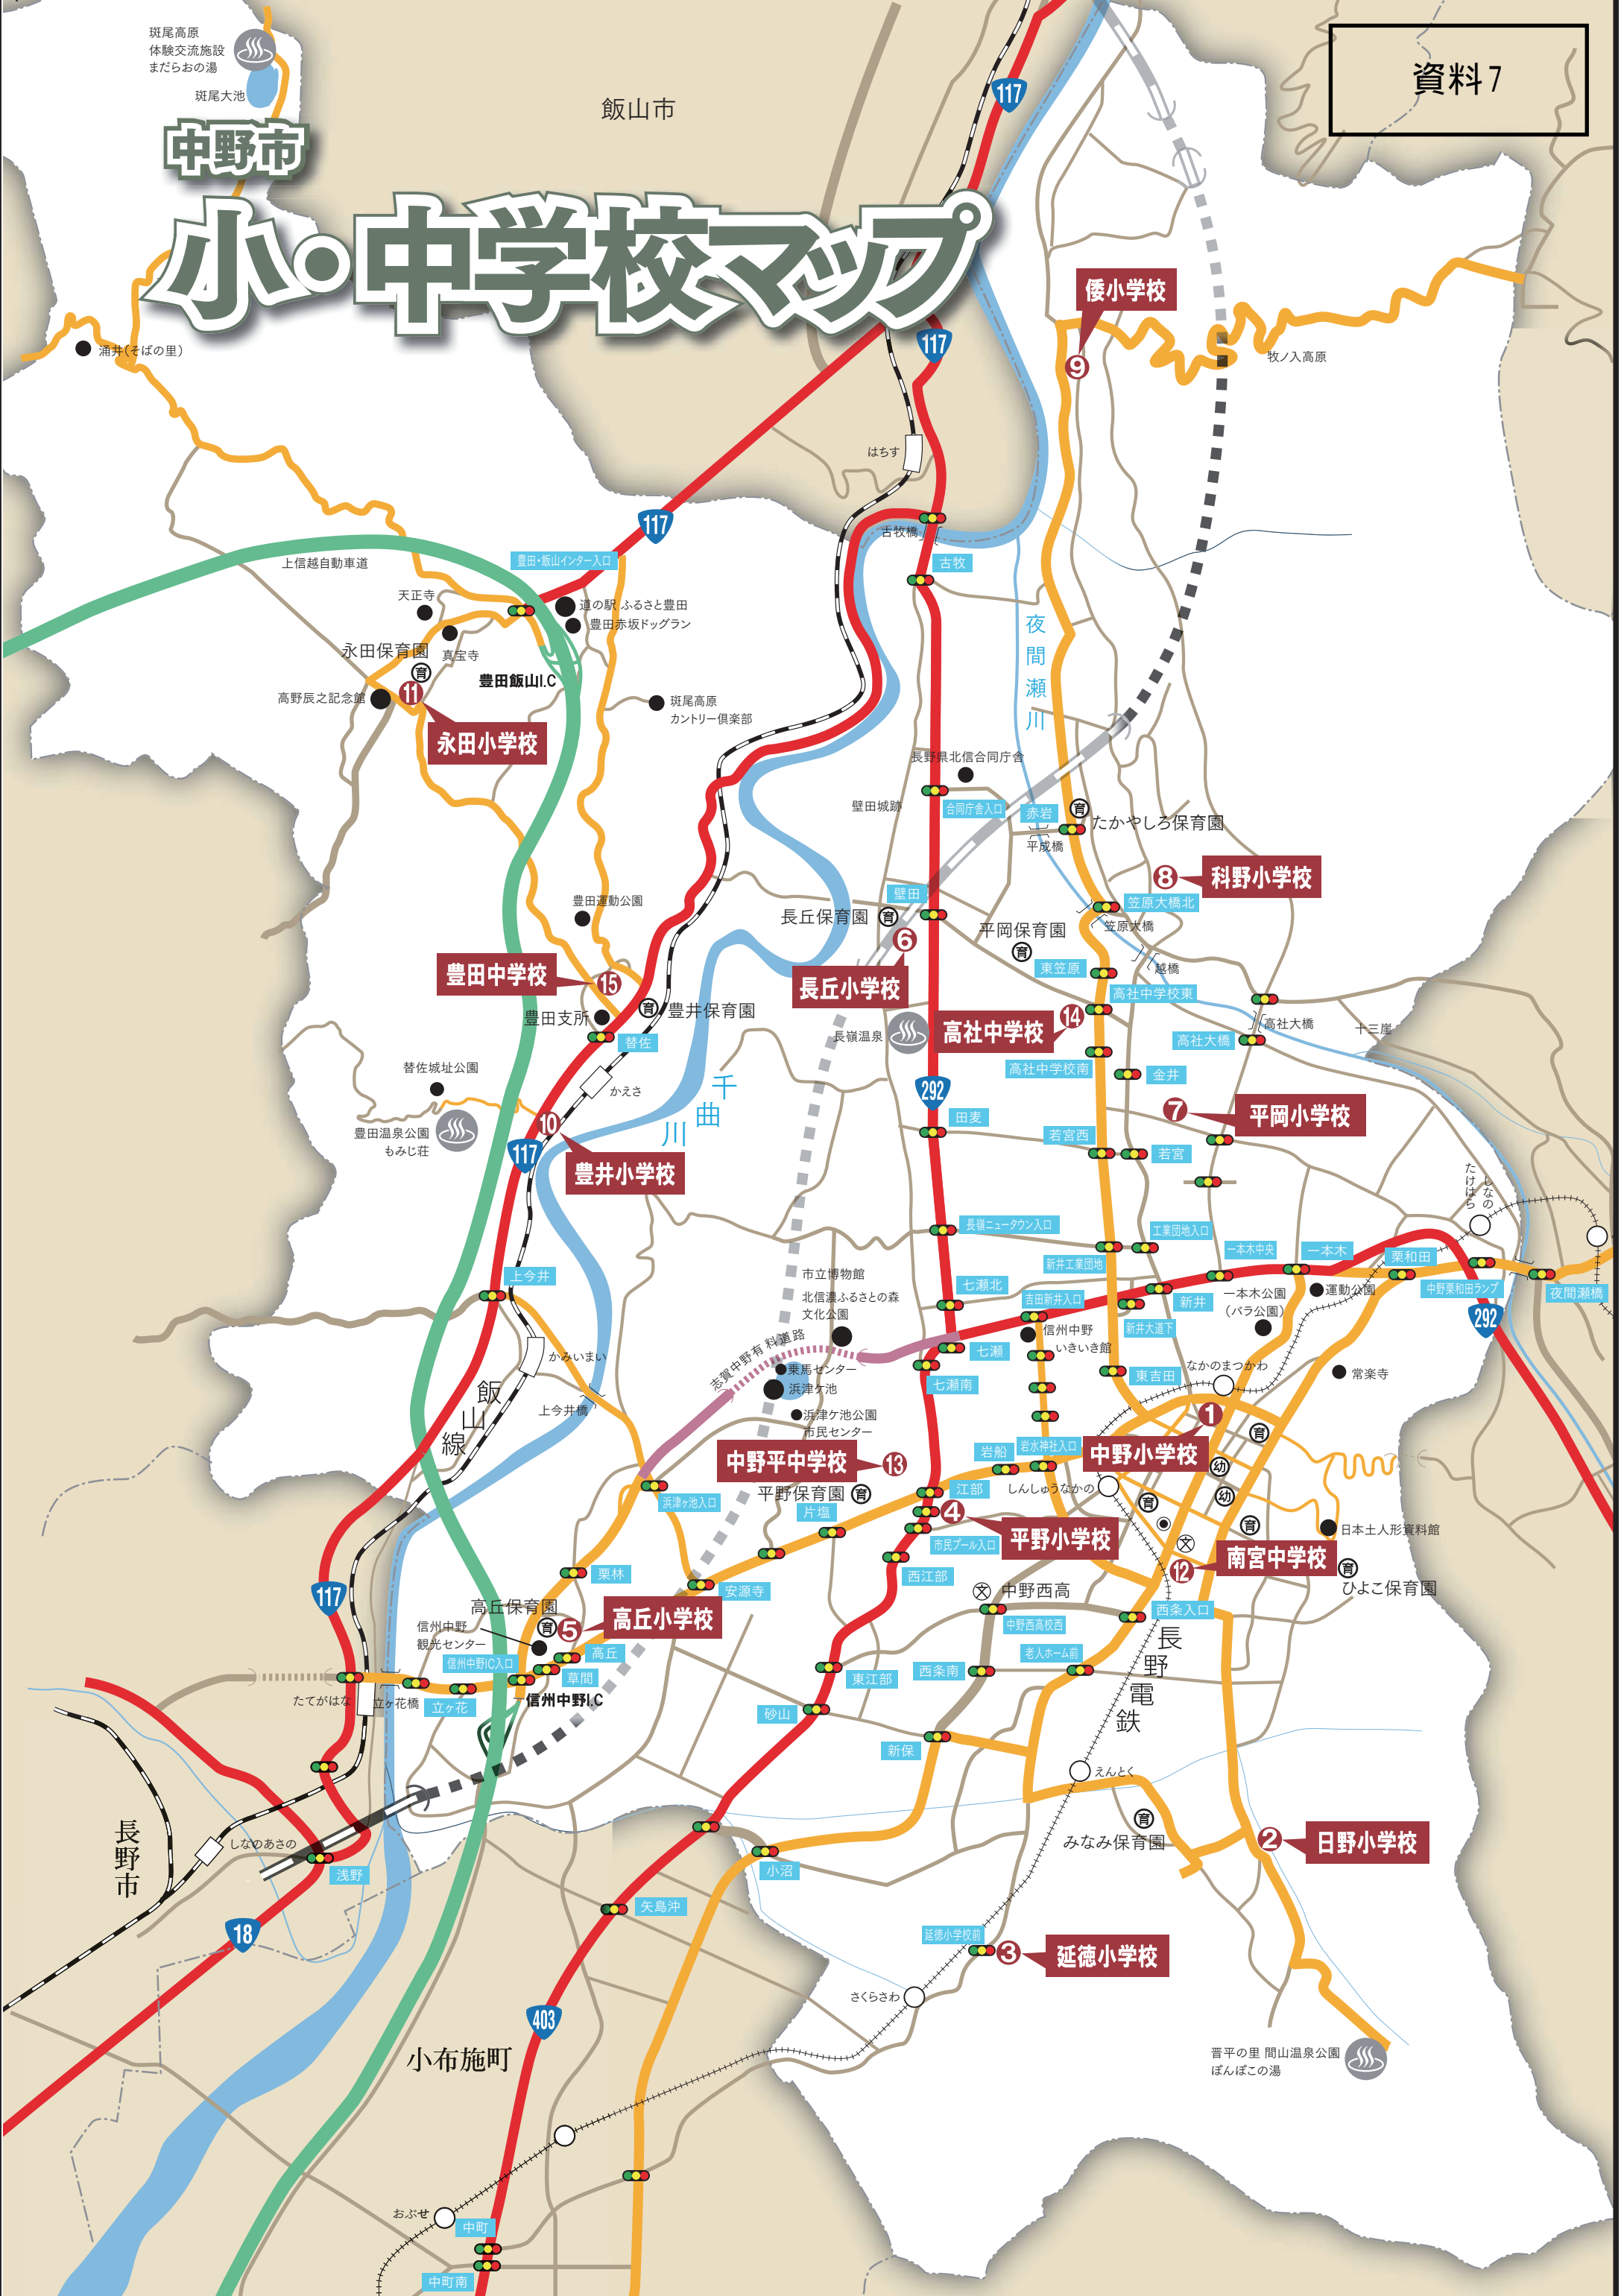 資料7
斑尾高原
体験交流施設
まだらおの湯
斑尾大池
中野市
小・中学校マップ
飯山市
117
倭小学校
9
牧ノ入高原
涌井(そばの里)
117
はちす
117
古牧橋
古牧
上信越自動車道
豊田・飯山インター入口
天正寺
道の駅 ふるさと豊田
豊田赤坂ドッグラン
永田保育園
育
真宝寺
豊田飯山I.C
高野辰之記念館
11
永田小学校
斑尾高原
カントリー倶楽部
夜間瀬川
長野県北信合同庁舎
合同庁舎入口
壁田城跡
赤岩
育
たかやしろ保育園
平成橋
8
科野小学校
壁田
笠原大橋北
笠原大橋
豊田運動公園
長丘保育園
育
平岡保育園
育
6
長丘小学校
東笠原
越橋
豊田中学校
15
豊田支所
育
豊井保育園
替佐
高社中学校東
高社中学校
14
長嶺温泉
高社大橋
高社大橋
十三崖
高社中学校南
金井
替佐城址公園
かえさ
千曲川
292
豊田温泉公園
もみじ荘
10
117
豊井小学校
田麦
7
平岡小学校
若宮西
若宮
しなの
たけはら
長嶺ニュータウン入口
工業団地入口
新井工業団地
一本木中央
一本木
栗和田
中野栗和田ランプ
夜間瀬橋
上今井
市立博物館
北信濃ふるさとの森
文化公園
七瀬北
吉田新井入口
新井
一本木公園
(バラ公園)
運動公園
292
信州中野
いきいき館
新井大道下
七瀬
志賀中野有料道路
乗馬センター
浜津ケ池
七瀬南
東吉田
なかのまつかわ
常楽寺
かみいまい
飯山線
上今井橋
浜津ケ池公園
市民センター
1
育
中野小学校
中野平中学校
13
岩船
岩水神社入口
幼
しんしゅうなかの
平野保育園
育
浜津ヶ池入口
片塩
江部
4
平野小学校
市民プール入口
幼
育
育
日本土人形資料館
文
12
南宮中学校
育
ひよこ保育園
栗林
安源寺
西江部
文
中野西高
中野西高校西
西条入口
117
高丘保育園
育
5
高丘小学校
信州中野
観光センター
信州中野IC入口
高丘
草間
老人ホーム前
西条南
長野電鉄
東江部
たてがはな
立ヶ花橋
立ヶ花
信州中野I.C
砂山
新保
えんとく
育
みなみ保育園
2
日野小学校
長野市
しなのあさの
浅野
小沼
矢島沖
18
延徳小学校前
3
延徳小学校
さくらさわ
403
小布施町
晋平の里 間山温泉公園
ぽんぽこの湯
おぶせ
中町
中町南